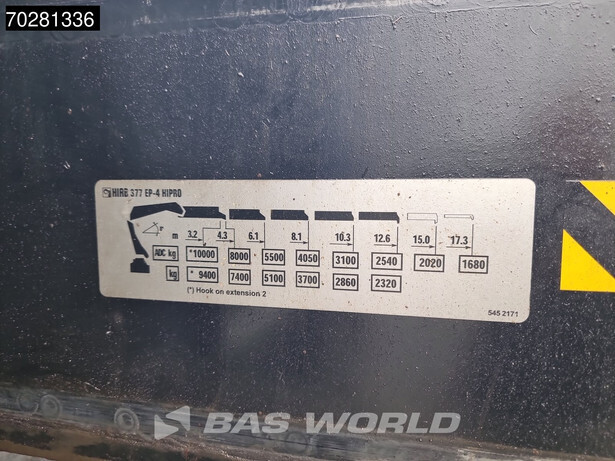 70281336
HIAB 377 EP-4 HIPRO
m 3.2 4.3 6.1 8.1 10.3 12.6 15.0 17.3
ADC kg *10000 8000 5500 4050 3100 2540 2020 1680
kg * 9400 7400 5100 3700 2860 2320
(*) Hook on extension 2
545 2171
BAS WORLD